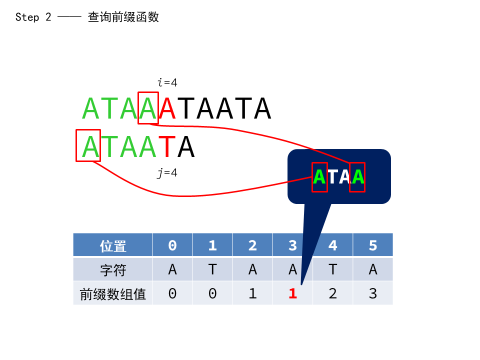 Step 2 —— 查询前缀函数
i=4
ATAAATAATA
ATAATA
j=4
ATAA
位置 0 1 2 3 4 5
字符 A T A A T A
前缀数组值 0 0 1 1 2 3